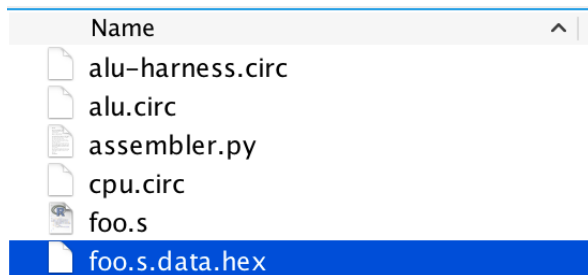 Name
alu-harness.circ
alu.circ
assembler.py
cpu.circ
foo.s
foo.s.data.hex